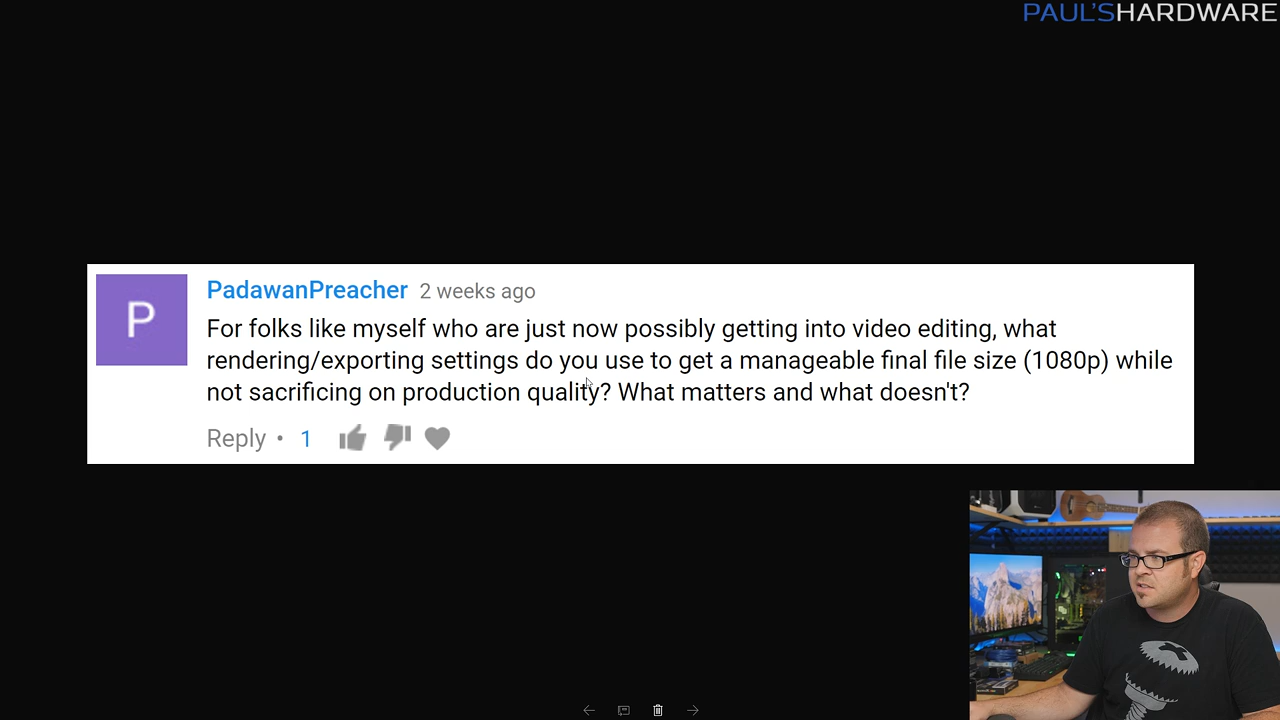 PAUL'SHARDWARE
P
PadawanPreacher 2 weeks ago
For folks like myself who are just now possibly getting into video editing, what
rendering/exporting settings do you use to get a manageable final file size (1080p) while
not sacrificing on production quality? What matters and what doesn't?
Reply • 1